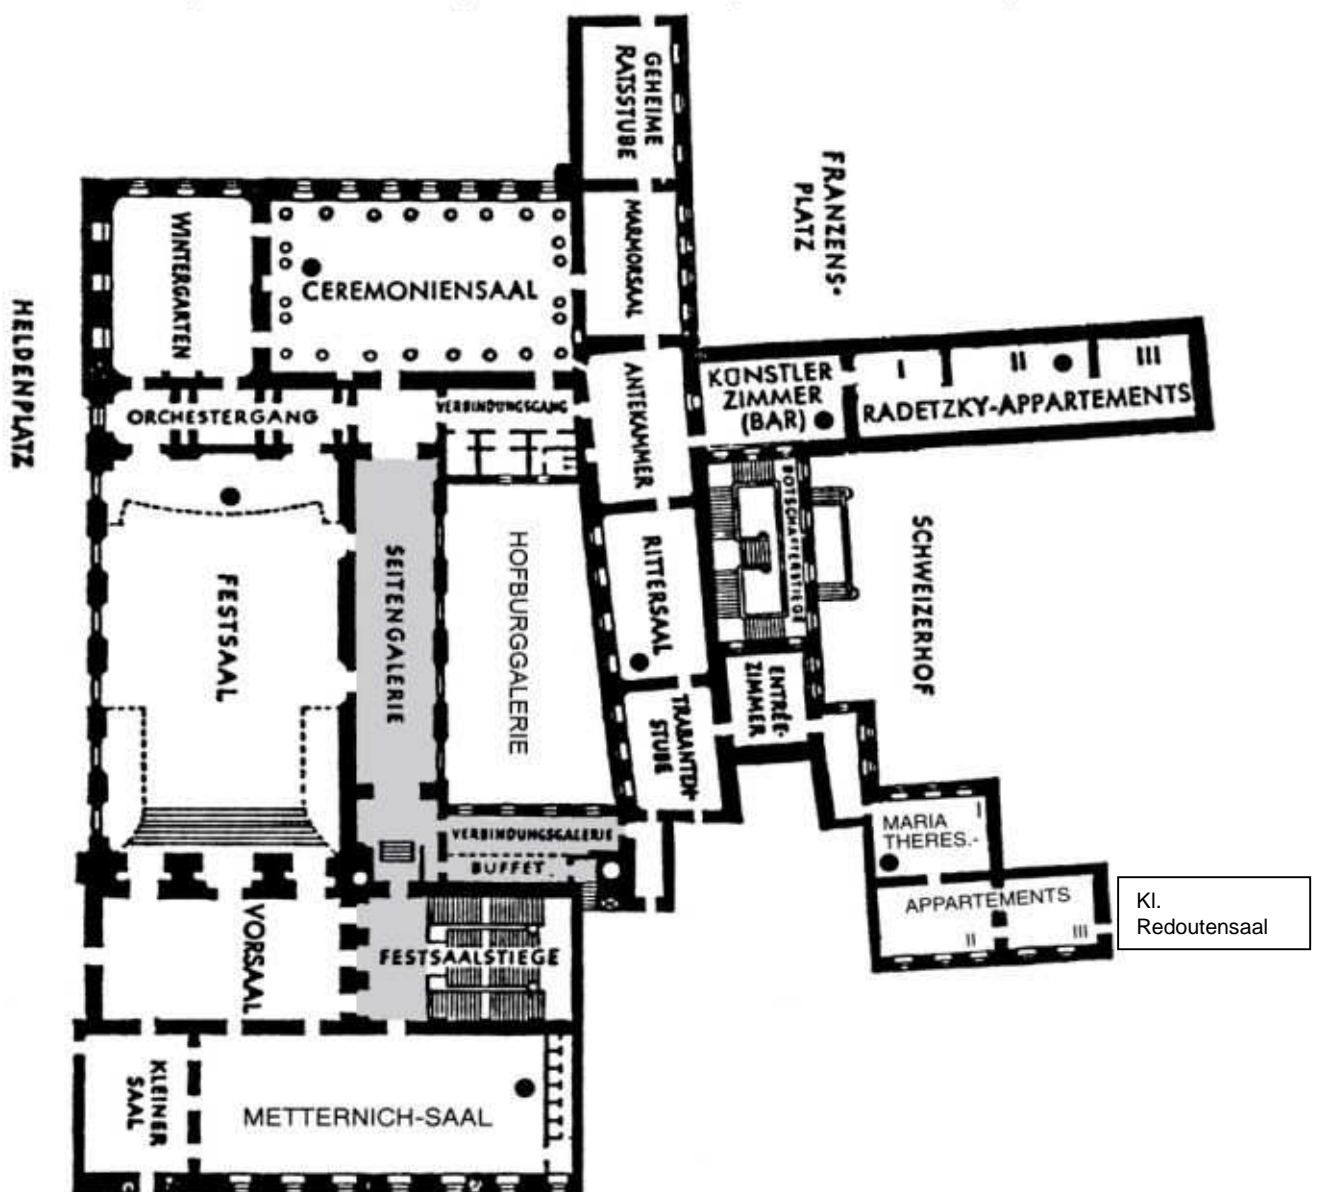 GEHEIME
RATSSTUBE
FRANZENS-
PLATZ
WINTERGARTEN
CEREMONIENSAAL
MARMORSAAL
HELDENPLATZ
ORCHESTERGANG
VERBINDUNGSGANG
ANTEKAMMER
KÜNSTLER
ZIMMER
(BAR)
I
II
III
RADETZKY-APPARTEMENTS
FESTSAAL
SEITENGALERIE
HOFBURGGALERIE
RITTERSAAL
BOTSCHAFTERSTIEGE
SCHWEIZERHOF
TRABANTEN
STUBE
ENTRÉE-
ZIMMER
VERBINDUNGSGALERIE
BUFFET
MARIA
THERES.-
I
APPARTEMENTS
II
III
Kl.
Redoutensaal
VORSAAL
FESTSAALSTIEGE
KLEINER
SAAL
METTERNICH-SAAL